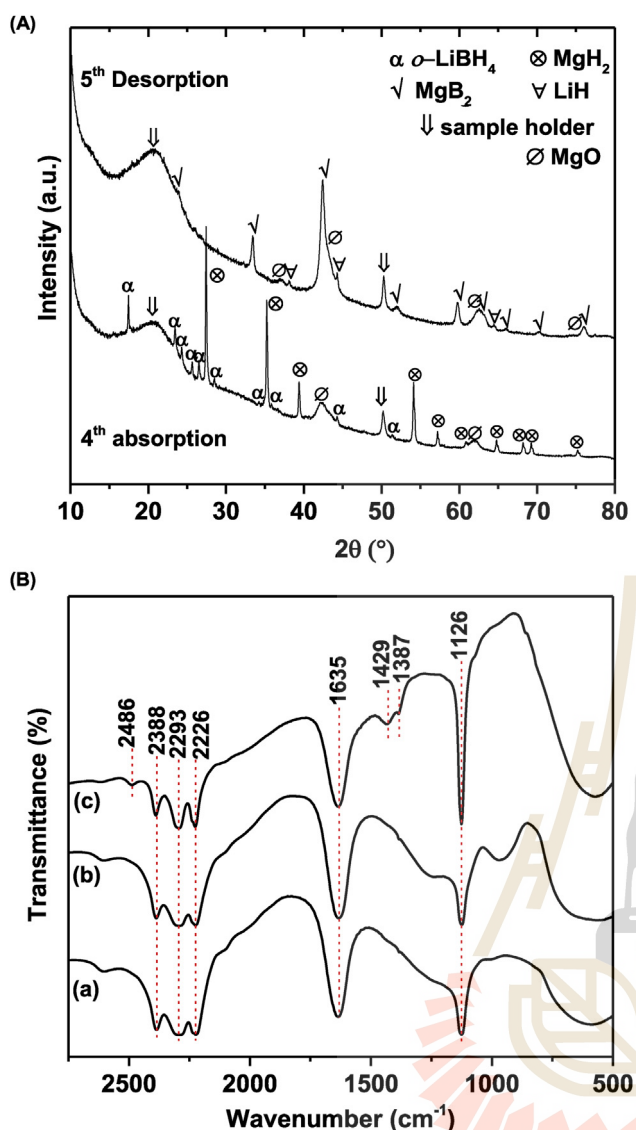 (A)
5th Desorption
α o–LiBH4 ⊗ MgH2
√ MgB2 ∀ LiH
⇓ sample holder
∅ MgO
Intensity (a.u.)
4th absorption
10 20 30 40 50 60 70 80
2θ (°)
(B)
2486 2388 2293 2226 1635 1429 1387 1126
Transmittance (%)
(c)
(b)
(a)
2500 2000 1500 1000 500
Wavenumber (cm-1)